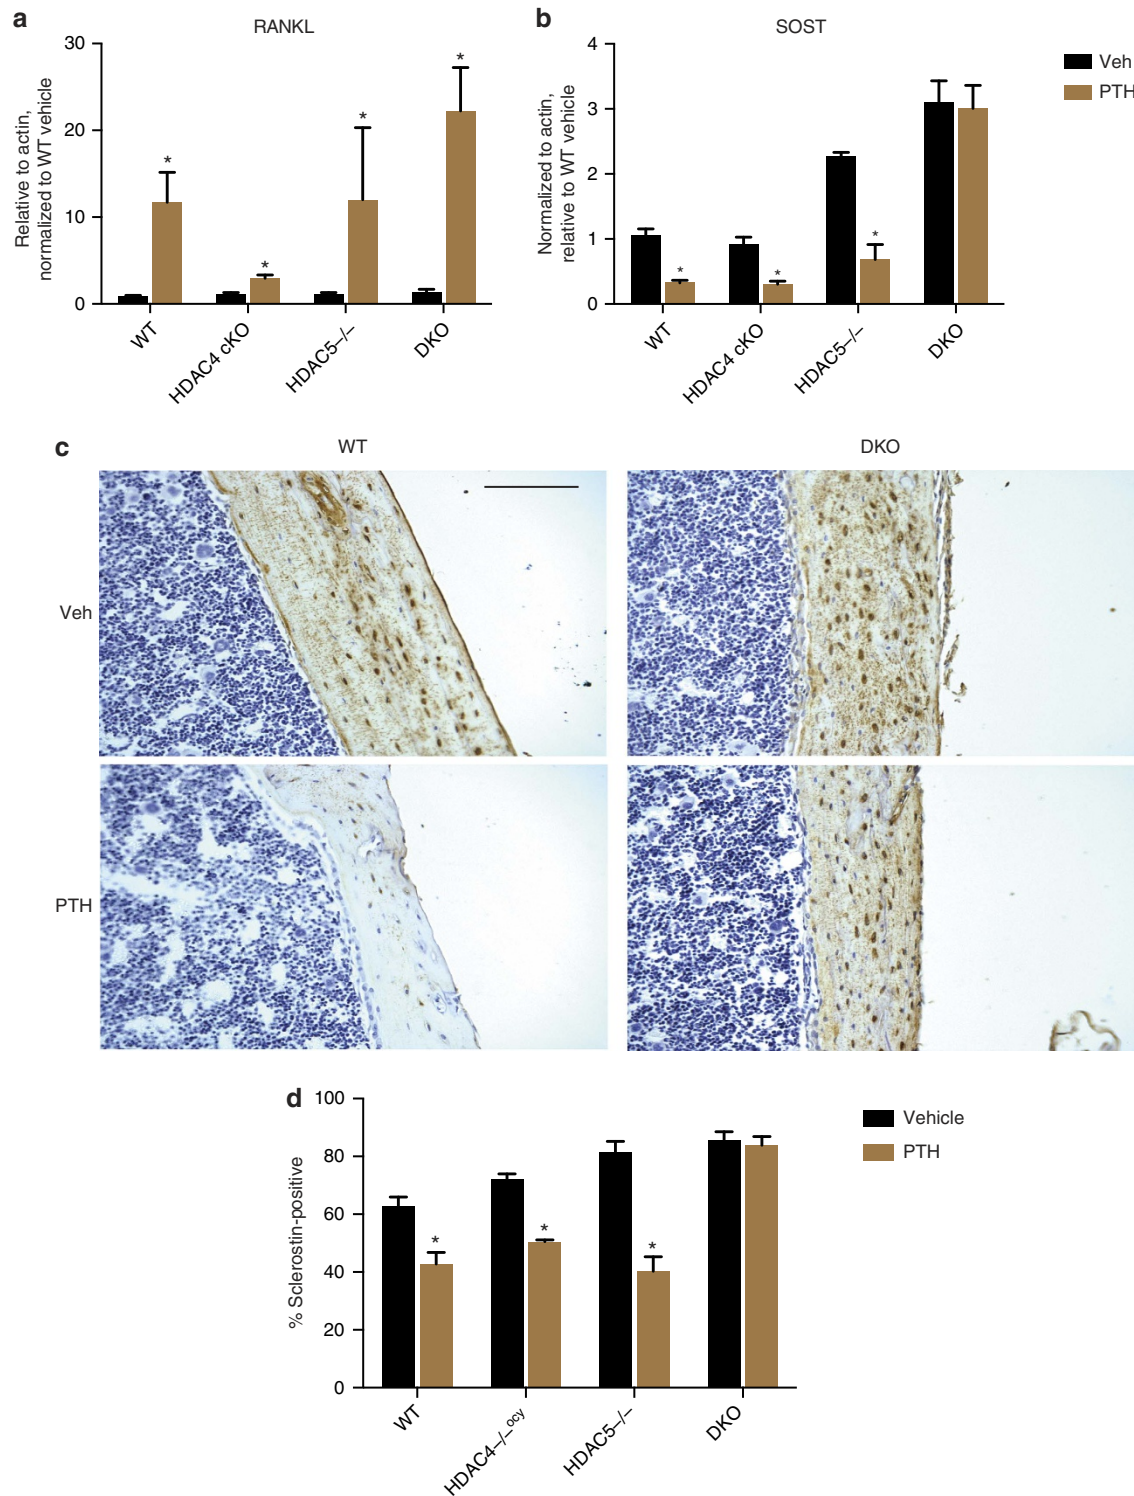 a
RANKL
Relative to actin,
normalized to WT vehicle
30
20
10
0
*
*
*
*
WT
HDAC4 cKO
HDAC5–/–
DKO
b
SOST
Normalized to actin,
relative to WT vehicle
4
3
2
1
0
*
*
*
WT
HDAC4 cKO
HDAC5–/–
DKO
Veh
PTH
c
WT
DKO
Veh
PTH
d
% Sclerostin-positive
100
80
60
40
20
0
*
*
*
WT
HDAC4–/–ocy
HDAC5–/–
DKO
Vehicle
PTH